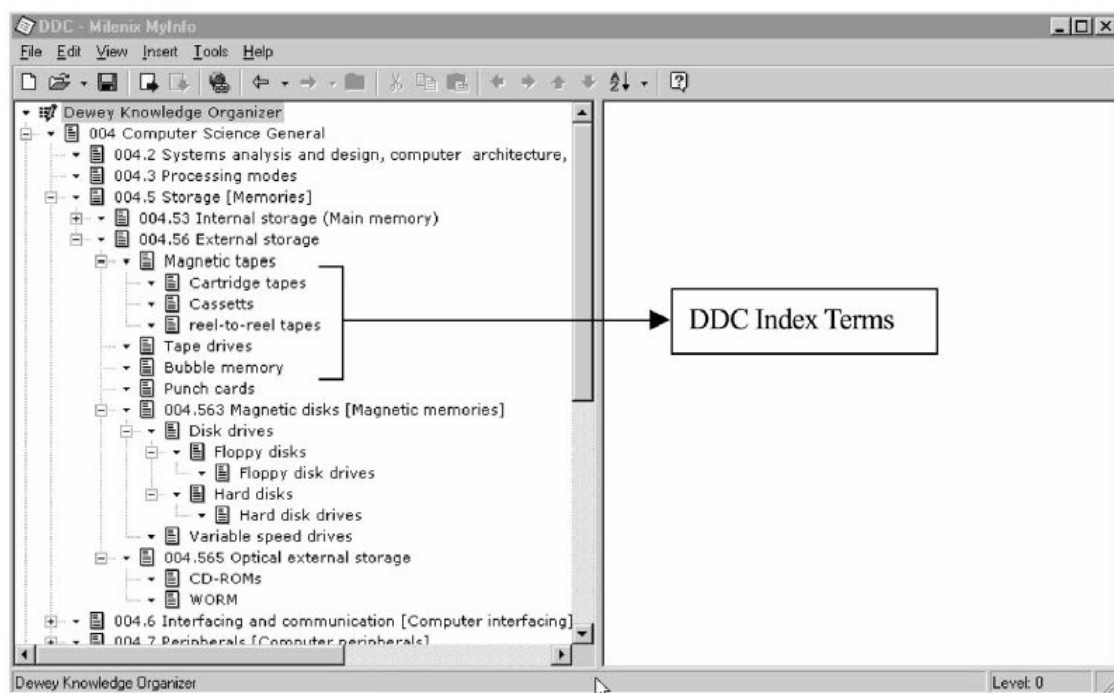 DDC - Milenix MyInfo
File Edit View Insert Tools Help
Dewey Knowledge Organizer
004 Computer Science General
004.2 Systems analysis and design, computer architecture,
004.3 Processing modes
004.5 Storage [Memories]
004.53 Internal storage (Main memory)
004.56 External storage
Magnetic tapes
Cartridge tapes
Cassetts
reel-to-reel tapes
Tape drives
Bubble memory
Punch cards
004.563 Magnetic disks [Magnetic memories]
Disk drives
Floppy disks
Floppy disk drives
Hard disks
Hard disk drives
Variable speed drives
004.565 Optical external storage
CD-ROMs
WORM
004.6 Interfacing and communication [Computer interfacing]
004.7 Peripherals [Computer peripherals]
DDC Index Terms
Dewey Knowledge Organizer
Level: 0